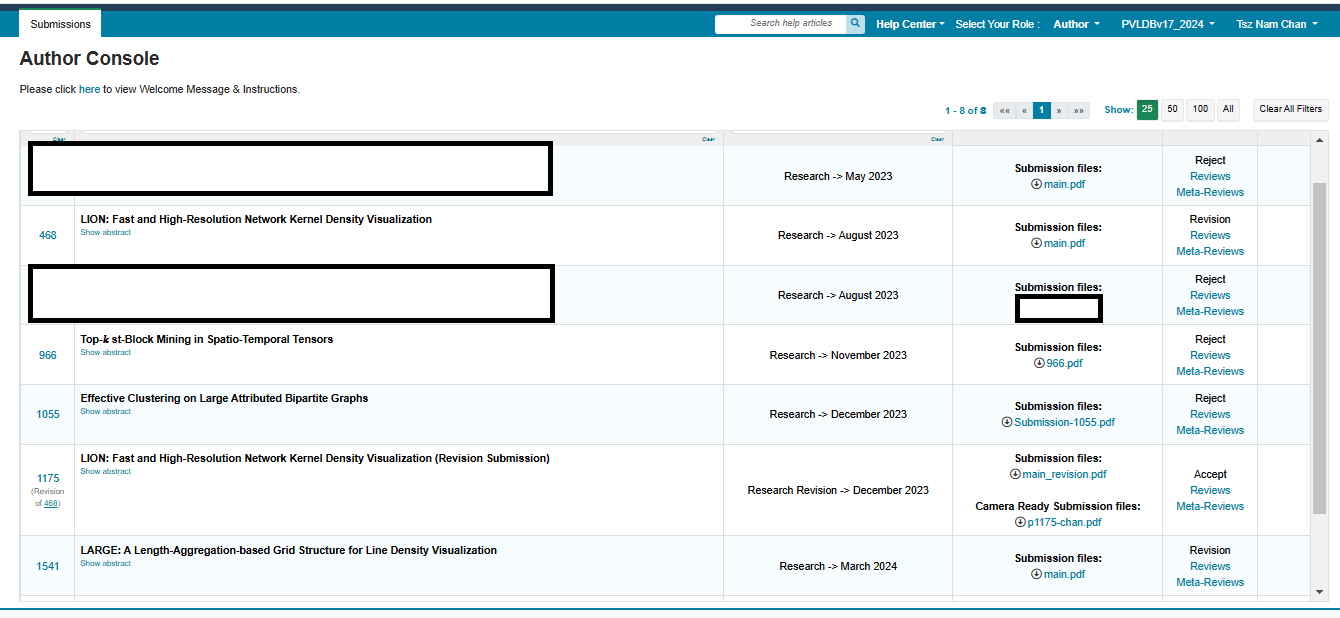 Submissions
Search help articles
Help Center
Select Your Role :
Author
PVLDBv17_2024
Tsz Nam Chan
Author Console
Please click here to view Welcome Message & Instructions.
1 - 8 of 8 «« « 1 » »» Show: 25 50 100 All Clear All Filters
Clear
Clear
Clear
Research -> May 2023
Submission files:
main.pdf
Reject
Reviews
Meta-Reviews
468
LION: Fast and High-Resolution Network Kernel Density Visualization
Show abstract
Research -> August 2023
Submission files:
main.pdf
Revision
Reviews
Meta-Reviews
Research -> August 2023
Submission files:
Reject
Reviews
Meta-Reviews
966
Top-k st-Block Mining in Spatio-Temporal Tensors
Show abstract
Research -> November 2023
Submission files:
966.pdf
Reject
Reviews
Meta-Reviews
1055
Effective Clustering on Large Attributed Bipartite Graphs
Show abstract
Research -> December 2023
Submission files:
Submission-1055.pdf
Reject
Reviews
Meta-Reviews
1175
(Revision
of 468)
LION: Fast and High-Resolution Network Kernel Density Visualization (Revision Submission)
Show abstract
Research Revision -> December 2023
Submission files:
main_revision.pdf
Camera Ready Submission files:
p1175-chan.pdf
Accept
Reviews
Meta-Reviews
1541
LARGE: A Length-Aggregation-based Grid Structure for Line Density Visualization
Show abstract
Research -> March 2024
Submission files:
main.pdf
Revision
Reviews
Meta-Reviews